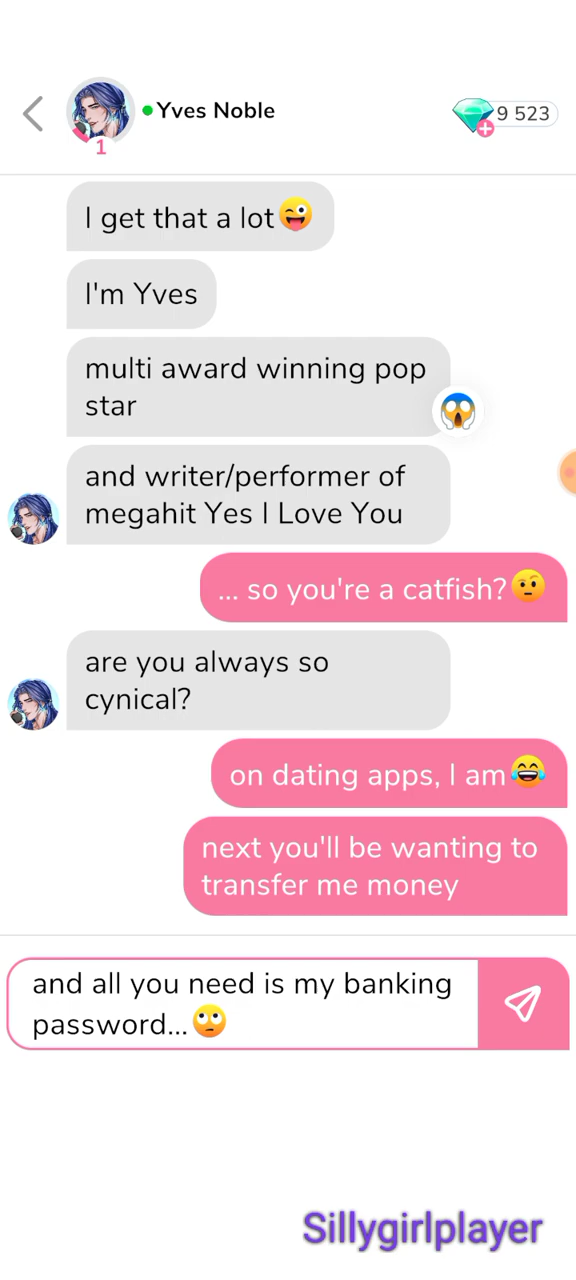 Yves Noble
9 523
1
I get that a lot😜
I'm Yves
multi award winning pop
star
and writer/performer of
megahit Yes I Love You
... so you're a catfish?🤨
are you always so
cynical?
on dating apps, I am😂
next you'll be wanting to
transfer me money
and all you need is my banking
password...🙄
Sillygirlplayer